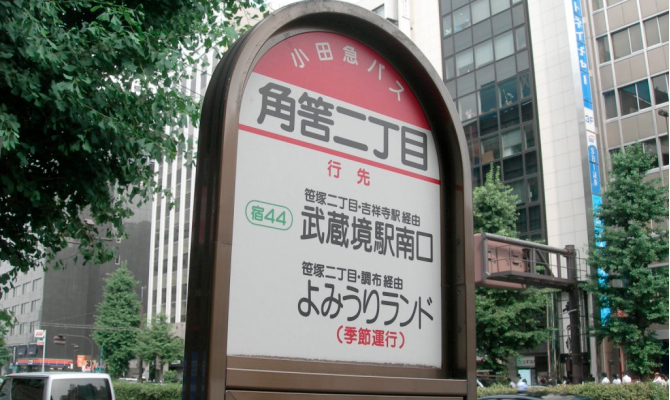 小田急バス
角筈二丁目
行先
笹塚二丁目・吉祥寺駅 経由
宿44
武蔵境駅南口
笹塚二丁目・調布 経由
よみうりランド
(季節運行)